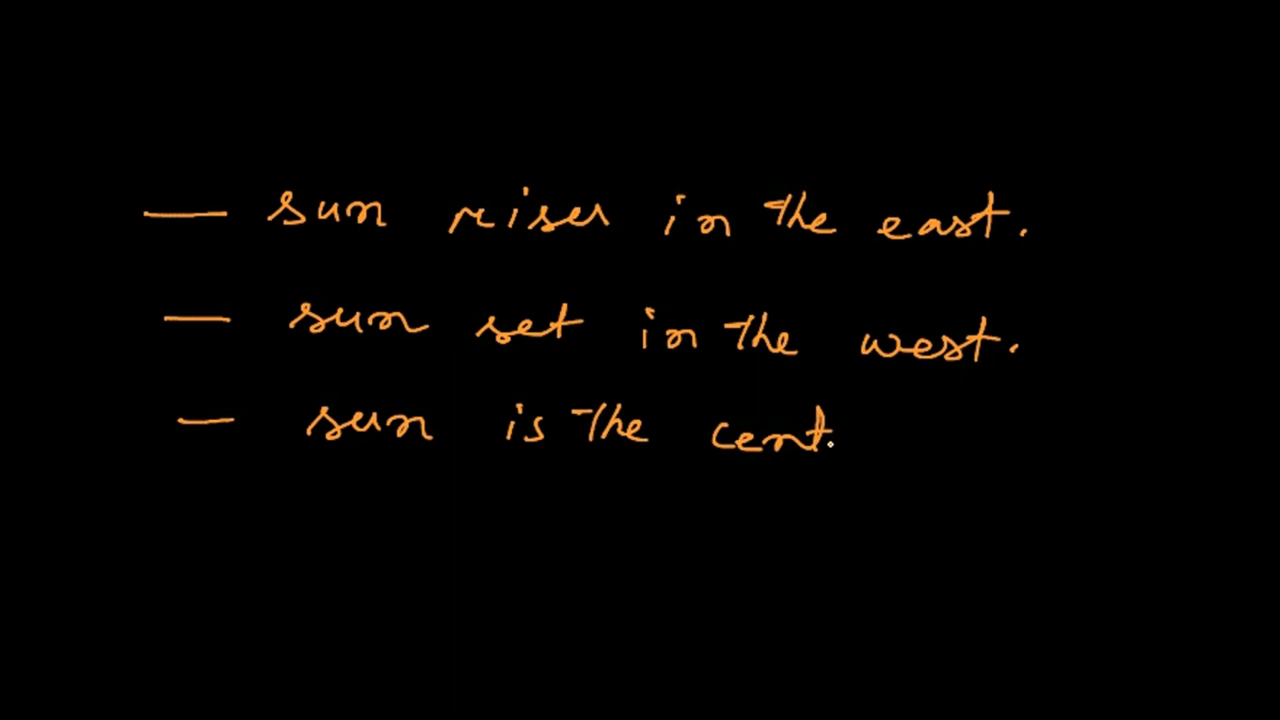 — sun rises in the east.
— sun set in the west.
— sun is the cent